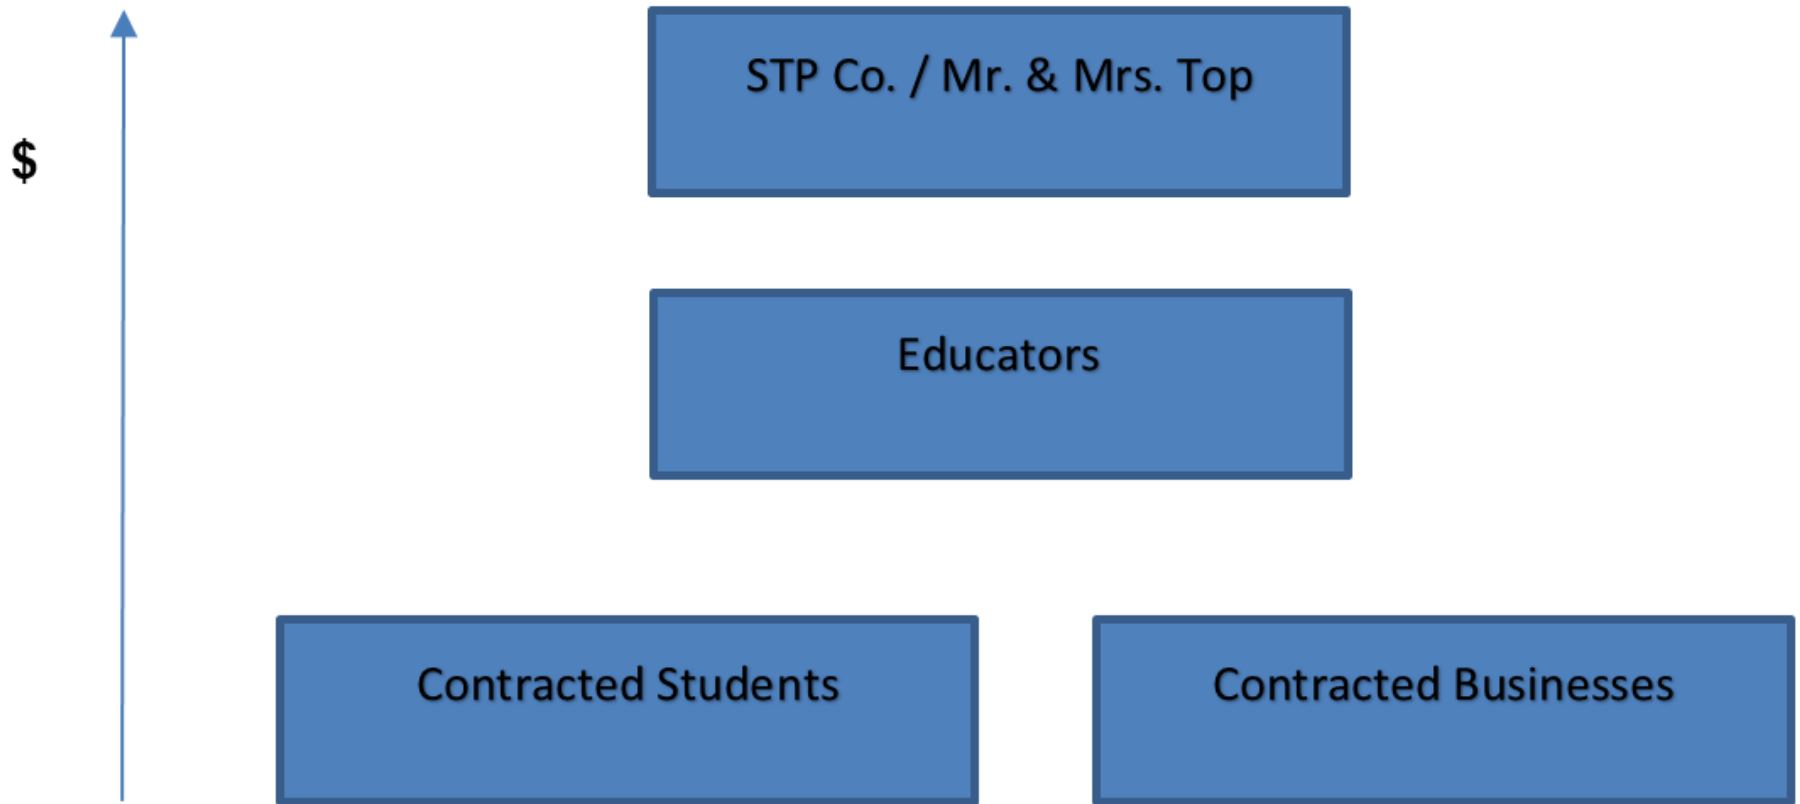 STP Co. / Mr. & Mrs. Top
$
Educators
Contracted Students
Contracted Businesses